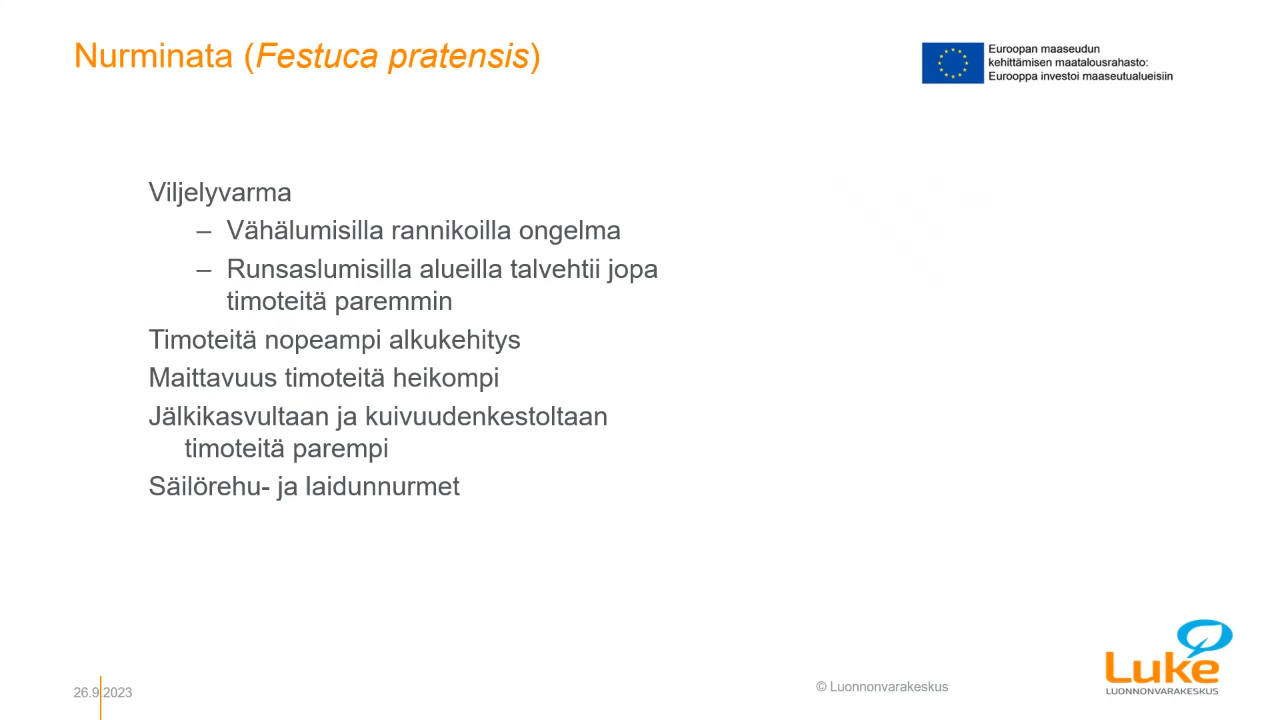 Nurminata (Festuca pratensis)
Euroopan maaseudun
kehittämisen maatalousrahasto:
Eurooppa investoi maaseutualueisiin
Viljelyvarma
– Vähälumisilla rannikoilla ongelma
– Runsaslumisilla alueilla talvehtii jopa
timoteitä paremmin
Timoteitä nopeampi alkukehitys
Maittavuus timoteitä heikompi
Jälkikasvultaan ja kuivuudenkestoltaan
timoteitä parempi
Säilörehu- ja laidunnurmet
26.9.2023
© Luonnonvarakeskus
Luke
LUONNONVARAKESKUS